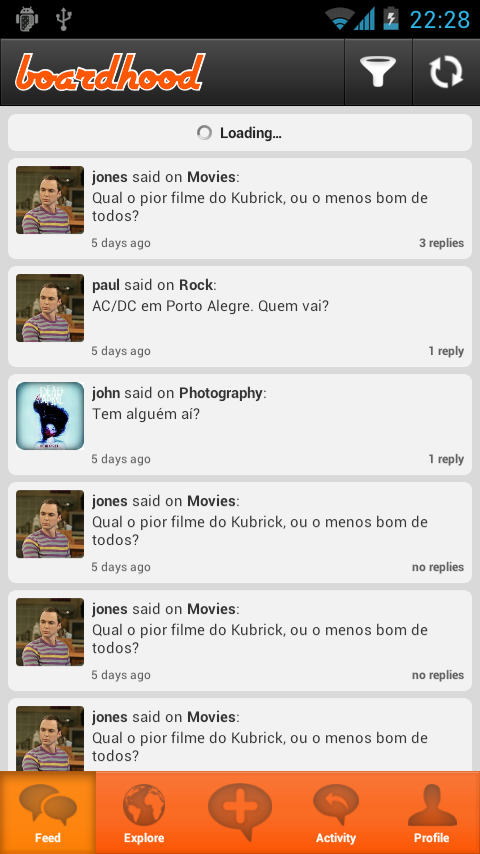 22:28
boardhood
Loading...
jones said on Movies:
Qual o pior filme do Kubrick, ou o menos bom de
todos?
5 days ago
3 replies
paul said on Rock:
AC/DC em Porto Alegre. Quem vai?
5 days ago
1 reply
john said on Photography:
Tem alguém aí?
5 days ago
1 reply
jones said on Movies:
Qual o pior filme do Kubrick, ou o menos bom de
todos?
5 days ago
no replies
jones said on Movies:
Qual o pior filme do Kubrick, ou o menos bom de
todos?
5 days ago
no replies
jones said on Movies:
Qual o pior filme do Kubrick, ou o menos bom de
todos?
Feed
Explore
Activity
Profile